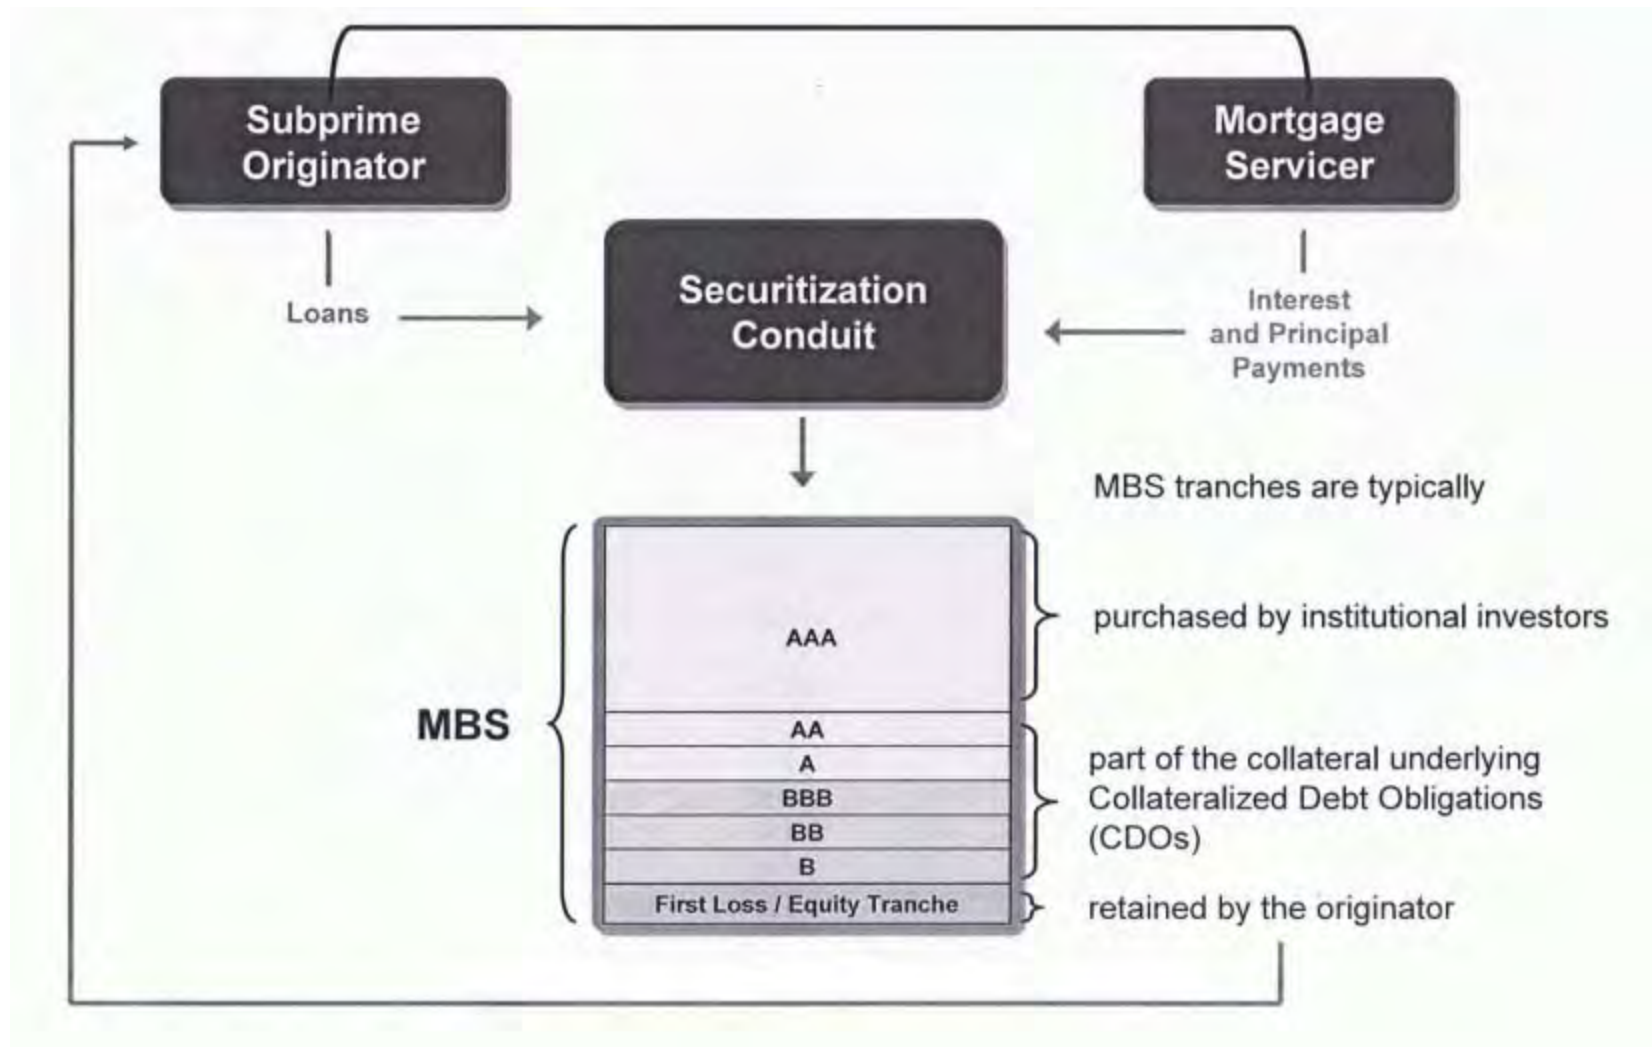 Subprime
Originator
Mortgage
Servicer
Securitization
Conduit
Loans
Interest
and Principal
Payments
MBS tranches are typically
AAA
purchased by institutional investors
MBS
AA
A
BBB
BB
B
part of the collateral underlying
Collateralized Debt Obligations
(CDOs)
First Loss / Equity Tranche
retained by the originator